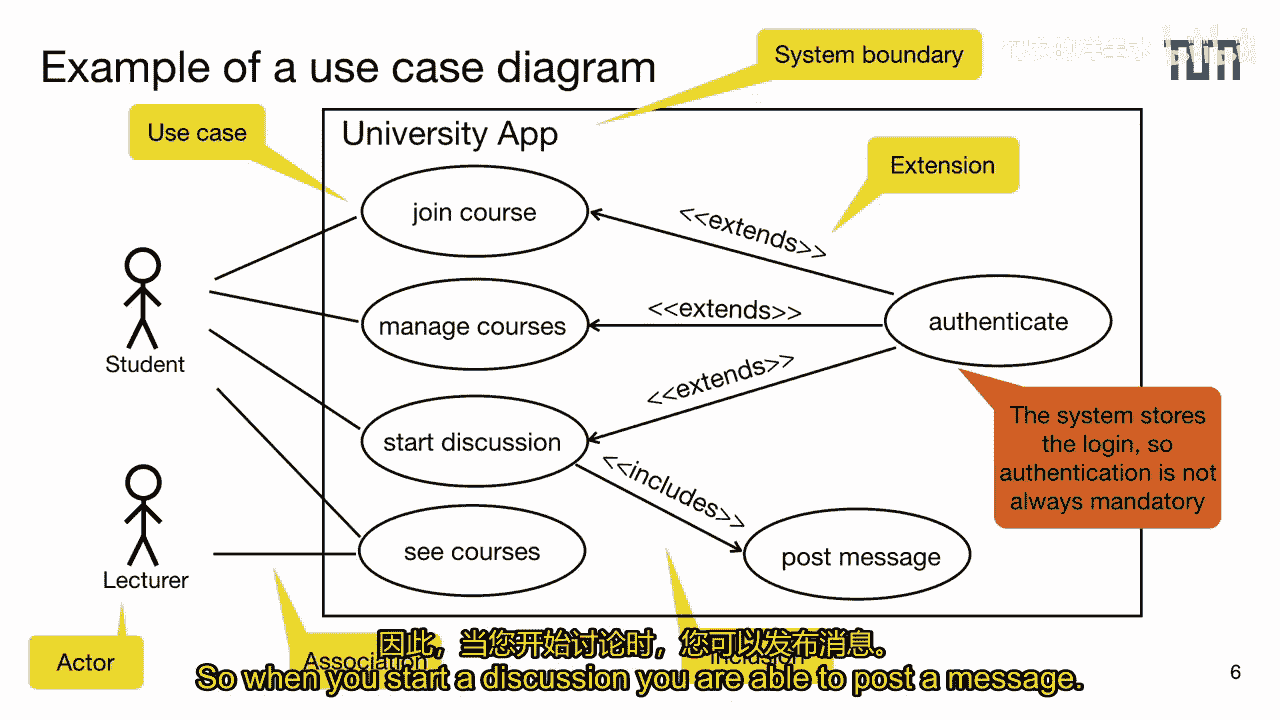 Example of a use case diagram
System boundary
Use case
University App
Extension
join course
<<extends>>
manage courses
<<extends>>
authenticate
Student
<<extends>>
start discussion
The system stores
the login, so
authentication is not
always mandatory
<<includes>>
see courses
post message
Lecturer
Actor
Association
Inclusion
因此，当您开始讨论时，您可以发布消息。
So when you start a discussion you are able to post a message.
6